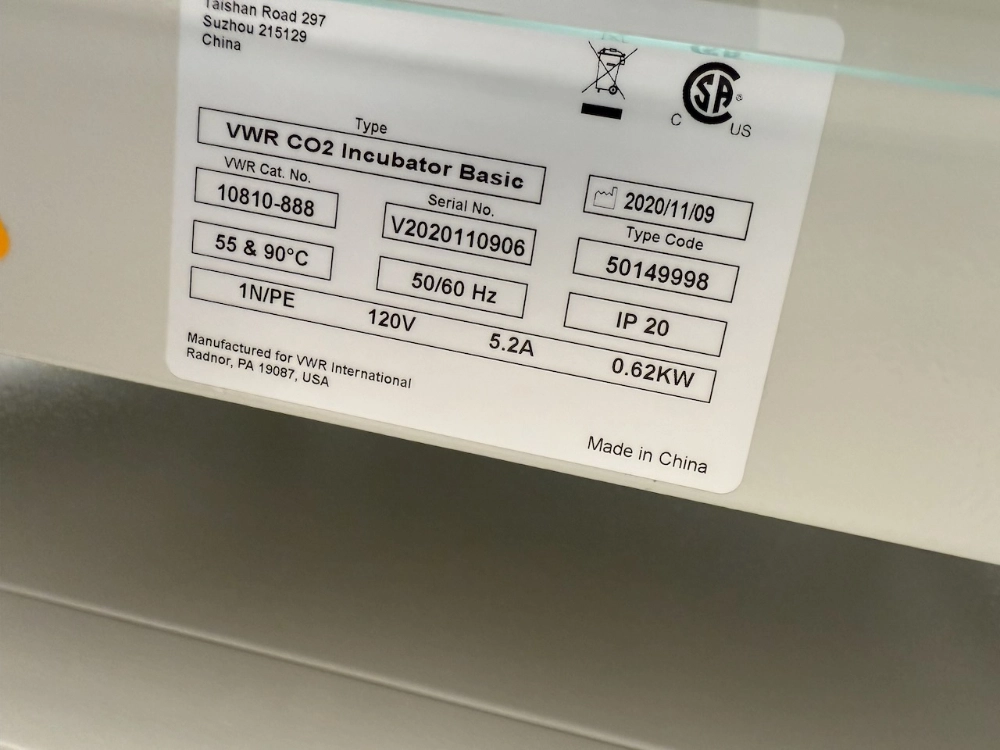 Taishan Road 297
Suzhou 215129
China
C SA ® US
Type
VWR CO2 Incubator Basic
2020/11/09
VWR Cat. No.
10810-888
Serial No.
V2020110906
Type Code
50149998
55 & 90°C
50/60 Hz
IP 20
1N/PE 120V 5.2A 0.62KW
Manufactured for VWR International
Radnor, PA 19087, USA
Made in China